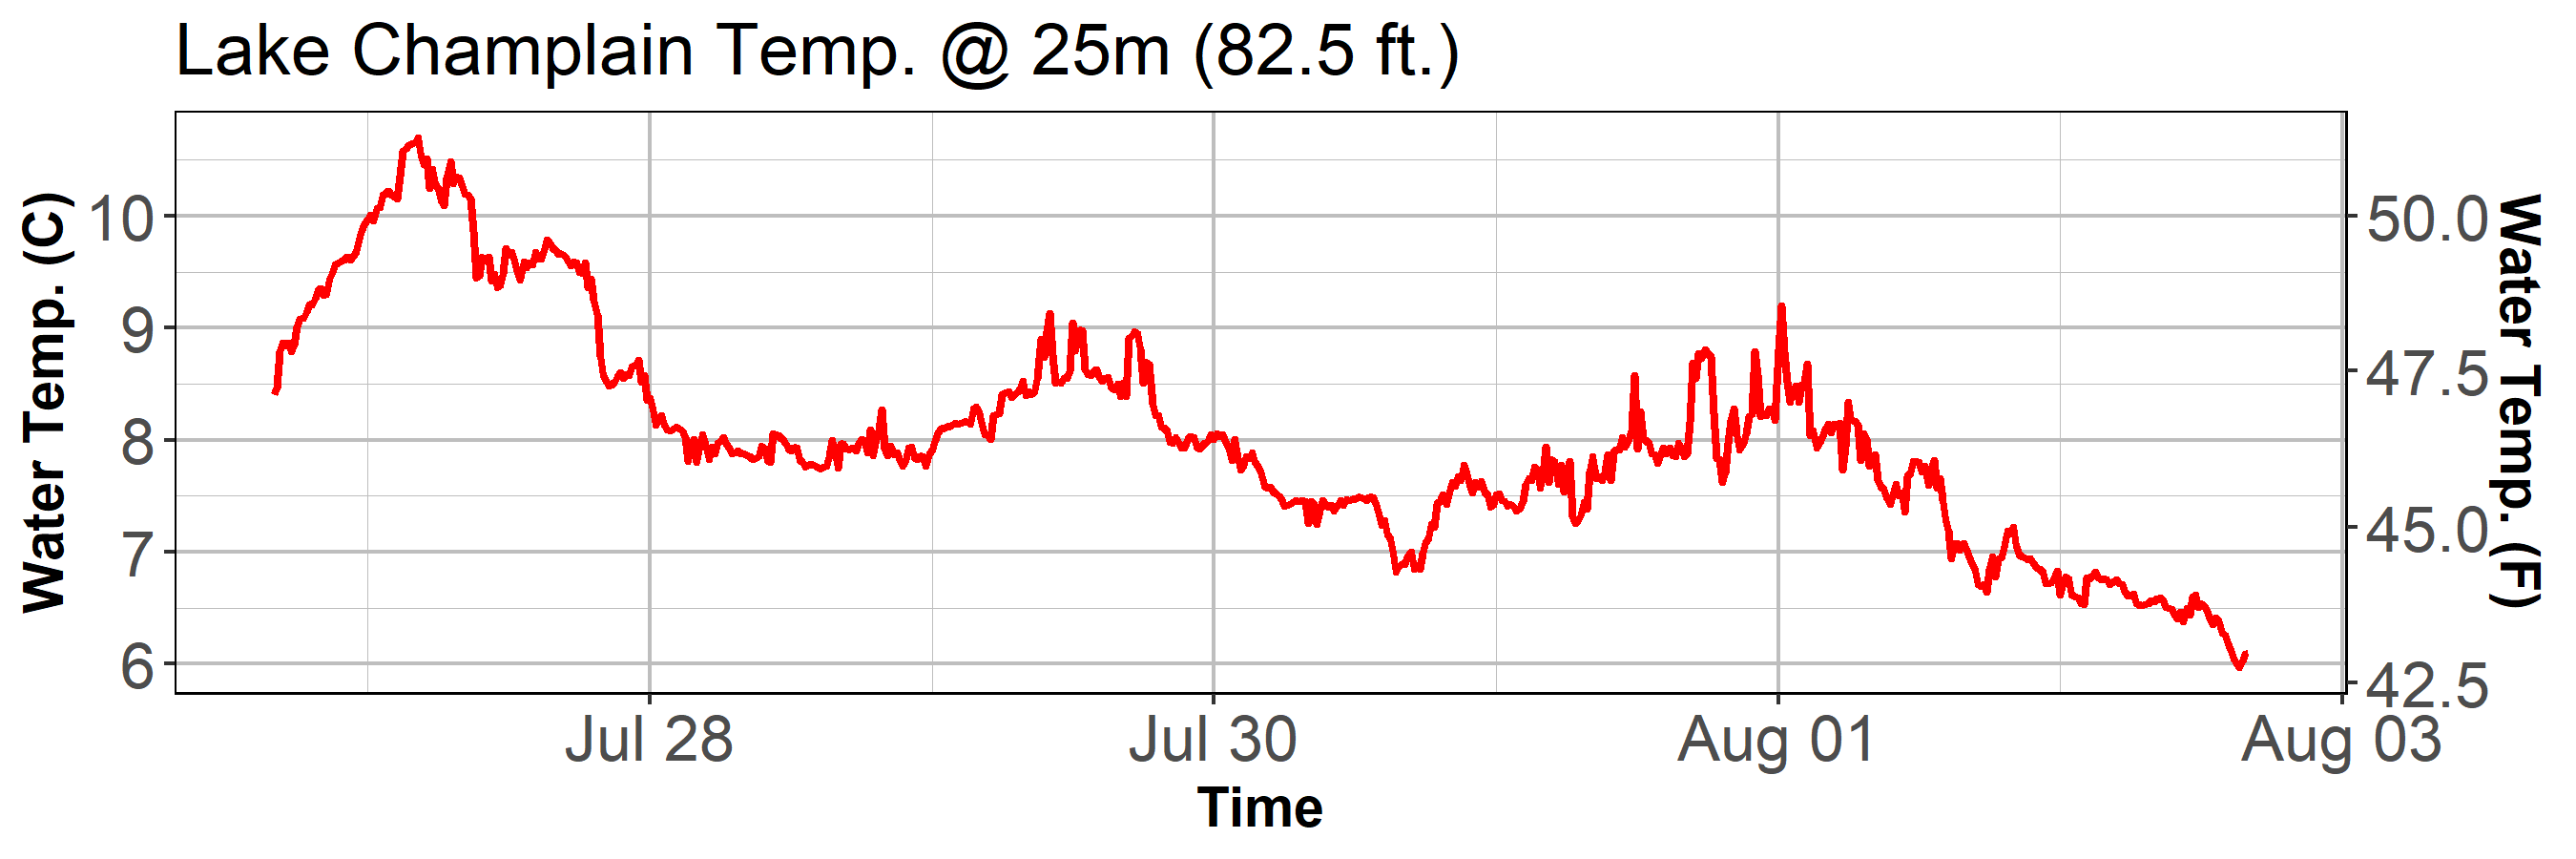 Lake Champlain Temp. @ 25m (82.5 ft.)
Water Temp. (C)
10
9
8
7
6
50.0
47.5
45.0
42.5
Water Temp. (F)
Jul 28
Jul 30
Aug 01
Aug 03
Time